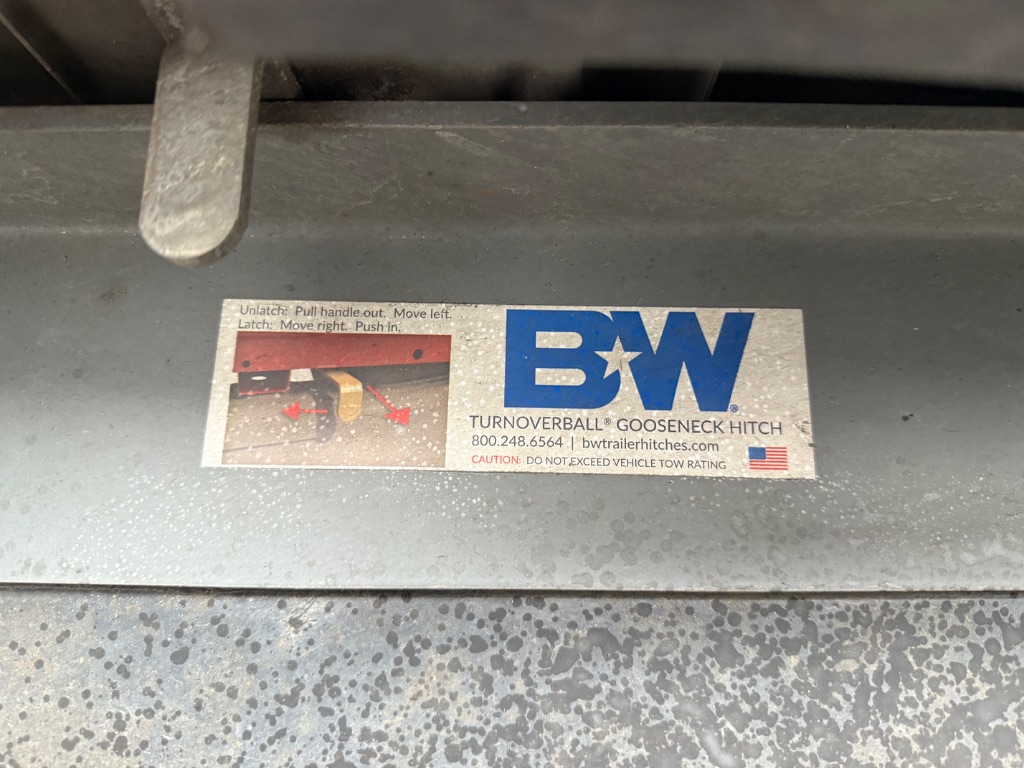 Unlatch: Pull handle out. Move left.
Latch: Move right. Push in.
B★W®
TURNOVERBALL® GOOSENECK HITCH
800.248.6564 | bwtrailerhitches.com
CAUTION: DO NOT EXCEED VEHICLE TOW RATING